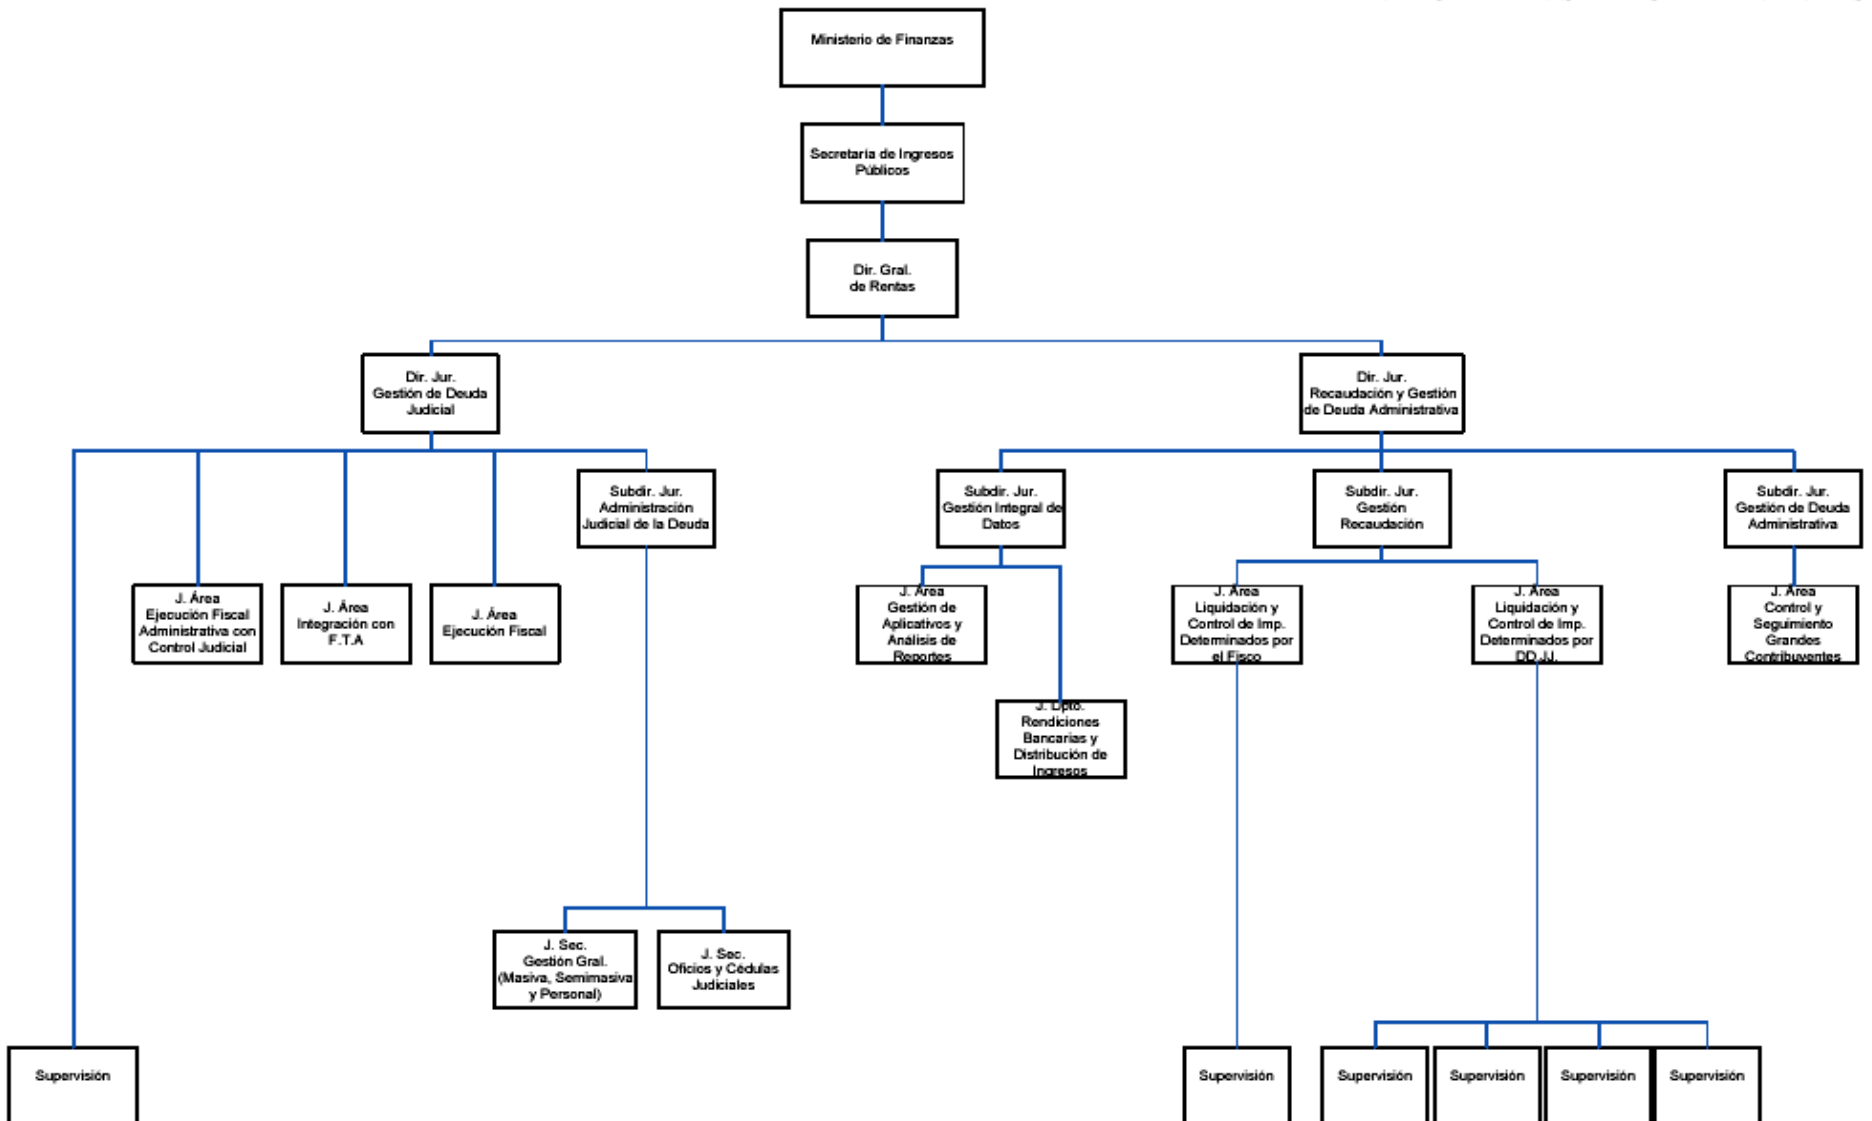 Ministerio de Finanzas
Secretaría de Ingresos
Públicos
Dir. Gral.
de Rentas
Dir. Jur.
Gestión de Deuda
Judicial
Dir. Jur.
Recaudación y Gestión
de Deuda Administrativa
Subdir. Jur.
Administración
Judicial de la Deuda
Subdir. Jur.
Gestión Integral de
Datos
Subdir. Jur.
Gestión
Recaudación
Subdir. Jur.
Gestión de Deuda
Administrativa
J. Área
Ejecución Fiscal
Administrativa con
Control Judicial
J. Área
Integración con
F.T.A
J. Área
Ejecución Fiscal
J. Área
Gestión de
Aplicativos y
Análisis de
Reportes
J. Área
Liquidación y
Control de Imp.
Determinados por
el Fisco
J. Área
Liquidación y
Control de Imp.
Determinados por
DD.JJ.
J. Área
Control y
Seguimiento
Grandes
Contribuyentes
J. Dpto.
Rendiciones
Bancarias y
Distribución de
Ingresos
J. Sec.
Gestión Gral.
(Masiva, Semimasiva
y Personal)
J. Sec.
Oficios y Cédulas
Judiciales
Supervisión
Supervisión
Supervisión
Supervisión
Supervisión
Supervisión